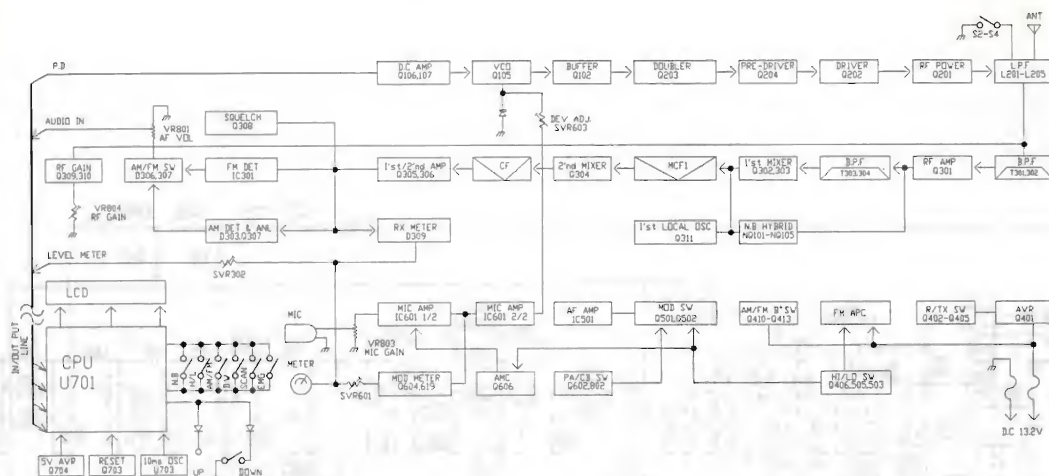 ANT
S2-S4
P.D
D.C AMP
Q106,107
VCO
Q105
BUFFER
Q102
DOUBLER
Q203
PRE-DRIVER
Q204
DRIVER
Q202
RF POWER
Q201
L.P.F
L201-L205
AUDIO IN
VR801
AF VOL
SQUELCH
Q308
DEV ADJ.
SVR603
RF GAIN
Q309,310
AM/FM SW
D306,307
FM DET
IC301
1'st/2'nd AMP
Q305,306
CF
2'nd MIXER
Q304
MCF1
1'st MIXER
Q302,303
B.P.F
T303,304
RF AMP
Q301
B.P.F
T301,302
VR804
RF GAIN
AM DET & ANL
D303,Q307
RX METER
D309
1'st LOCAL OSC
Q311
N.B HYBRID
NQ101-NQ105
LEVEL METER
SVR302
LCD
IN/OUT PUT
LINE
CPU
U701
N.B
H/L
AM/FM
D.W
SCAN
EMG
MIC
VR803
MIC GAIN
METER
SVR601
MIC AMP
IC601 1/2
MIC AMP
IC601 2/2
AF AMP
IC501
MOD SW
Q501,Q502
AM/FM B+SW
Q410-Q413
FM APC
R/TX SW
Q402-Q405
AVR
Q401
MOD METER
Q604,619
AMC
Q606
PA/CB SW
Q602,802
HI/LO SW
Q406,505,503
D.C 13.2V
5V AVR
Q704
RESET
Q703
10ms OSC
U703
UP
DOWN